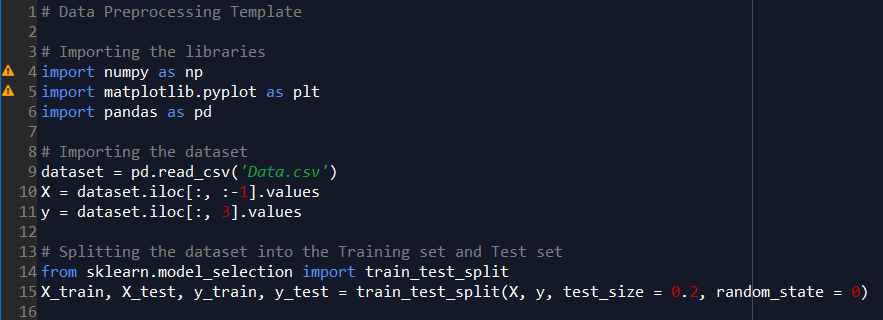 1 # Data Preprocessing Template
2
3 # Importing the libraries
4 import numpy as np
5 import matplotlib.pyplot as plt
6 import pandas as pd
7
8 # Importing the dataset
9 dataset = pd.read_csv('Data.csv')
10 X = dataset.iloc[:, :-1].values
11 y = dataset.iloc[:, 3].values
12
13 # Splitting the dataset into the Training set and Test set
14 from sklearn.model_selection import train_test_split
15 X_train, X_test, y_train, y_test = train_test_split(X, y, test_size = 0.2, random_state = 0)
16